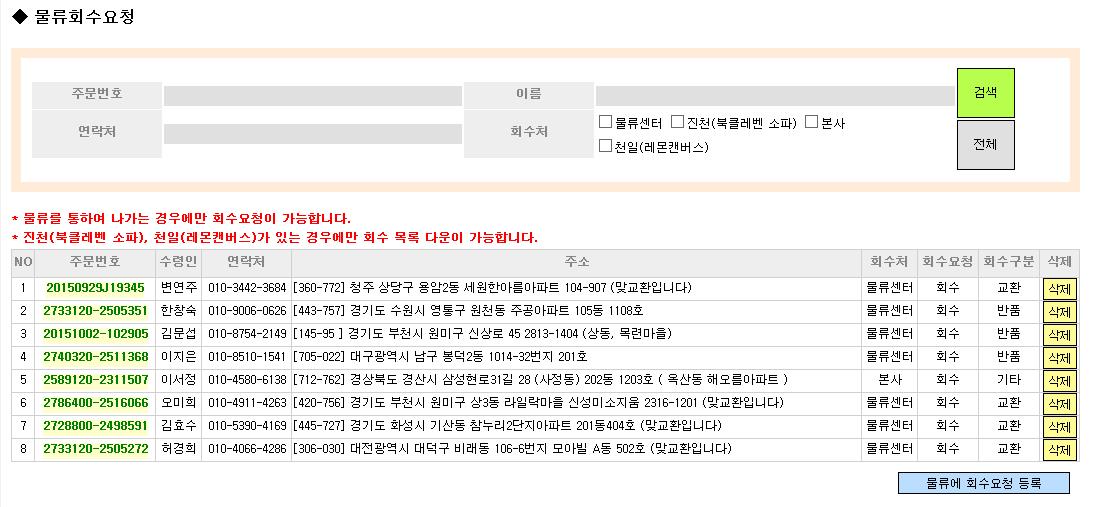 ◆ 물류회수요청
주문번호 이름 검색
연락처 회수처 물류센터 진천(북클레벤 소파) 본사 전체
천일(레몬캔버스)
* 물류를 통하여 나가는 경우에만 회수요청이 가능합니다.
* 진천(북클레벤 소파), 천일(레몬캔버스)가 있는 경우에만 회수 목록 다운이 가능합니다.
NO 주문번호 수령인 연락처 주소 회수처 회수요청 회수구분 삭제
1 20150929J19345 변연주 010-3442-3684 [360-772] 청주 상당구 용암2동 세원한아름아파트 104-907 (맞교환입니다) 물류센터 회수 교환 삭제
2 2733120-2505351 한창숙 010-9006-0626 [443-757] 경기도 수원시 영통구 원천동 주공아파트 105동 1108호 물류센터 회수 반품 삭제
3 20151002-102905 김문섭 010-8754-2149 [145-95 ] 경기도 부천시 원미구 신상로 45 2813-1404 (상동, 목련마을) 물류센터 회수 반품 삭제
4 2740320-2511368 이지은 010-8510-1541 [705-022] 대구광역시 남구 봉덕2동 1014-32번지 201호 물류센터 회수 반품 삭제
5 2589120-2311507 이서정 010-4580-6138 [712-762] 경상북도 경산시 삼성현로31길 28 (사정동) 202동 1203호 ( 옥산동 해오름아파트 ) 본사 회수 기타 삭제
6 2786400-2516066 오미희 010-4911-4263 [420-756] 경기도 부천시 원미구 상3동 라일락마을 신성미소지움 2316-1201 (맞교환입니다) 물류센터 회수 교환 삭제
7 2728800-2498591 김효수 010-5390-4169 [445-727] 경기도 화성시 기산동 참누리2단지아파트 201동404호 (맞교환입니다) 물류센터 회수 교환 삭제
8 2733120-2505272 허경희 010-4066-4286 [306-030] 대전광역시 대덕구 비래동 106-6번지 모아빌 A동 502호 (맞교환입니다) 물류센터 회수 교환 삭제
물류에 회수요청 등록